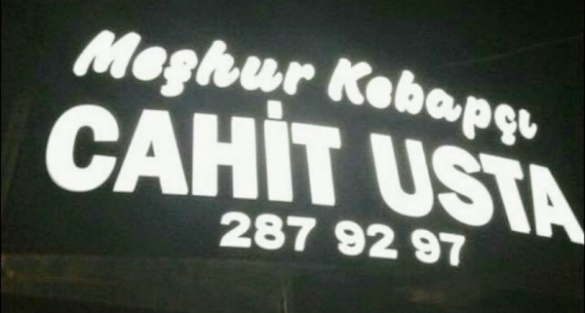 Meşhur Kebapçı
CAHİT USTA
287 92 97